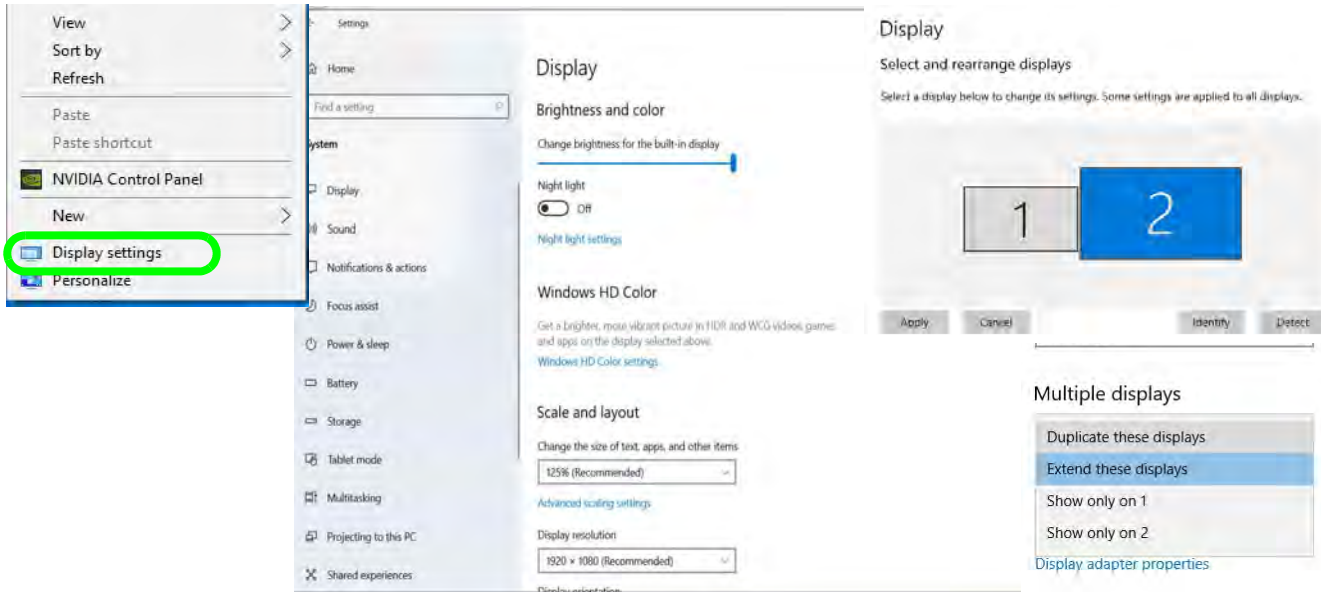 View
Sort by
Refresh
Paste
Paste shortcut
NVIDIA Control Panel
New
Display settings
Personalize
Settings
Home
Find a setting
System
Display
Sound
Notifications & actions
Focus assist
Power & sleep
Battery
Storage
Tablet mode
Multitasking
Projecting to this PC
Shared experiences
Display
Brightness and color
Change brightness for the built-in display
Night light
Off
Night light settings
Windows HD Color
Get a brighter, more vibrant picture in HDR and WCG videos, games
and apps on the display selected above.
Windows HD Color settings
Scale and layout
Change the size of text, apps, and other items
125% (Recommended)
Advanced scaling settings
Display resolution
1920 × 1080 (Recommended)
Display orientation
Display
Select and rearrange displays
Select a display below to change its settings. Some settings are applied to all displays.
1
2
Apply
Cancel
Identify
Detect
Multiple displays
Duplicate these displays
Extend these displays
Show only on 1
Show only on 2
Display adapter properties